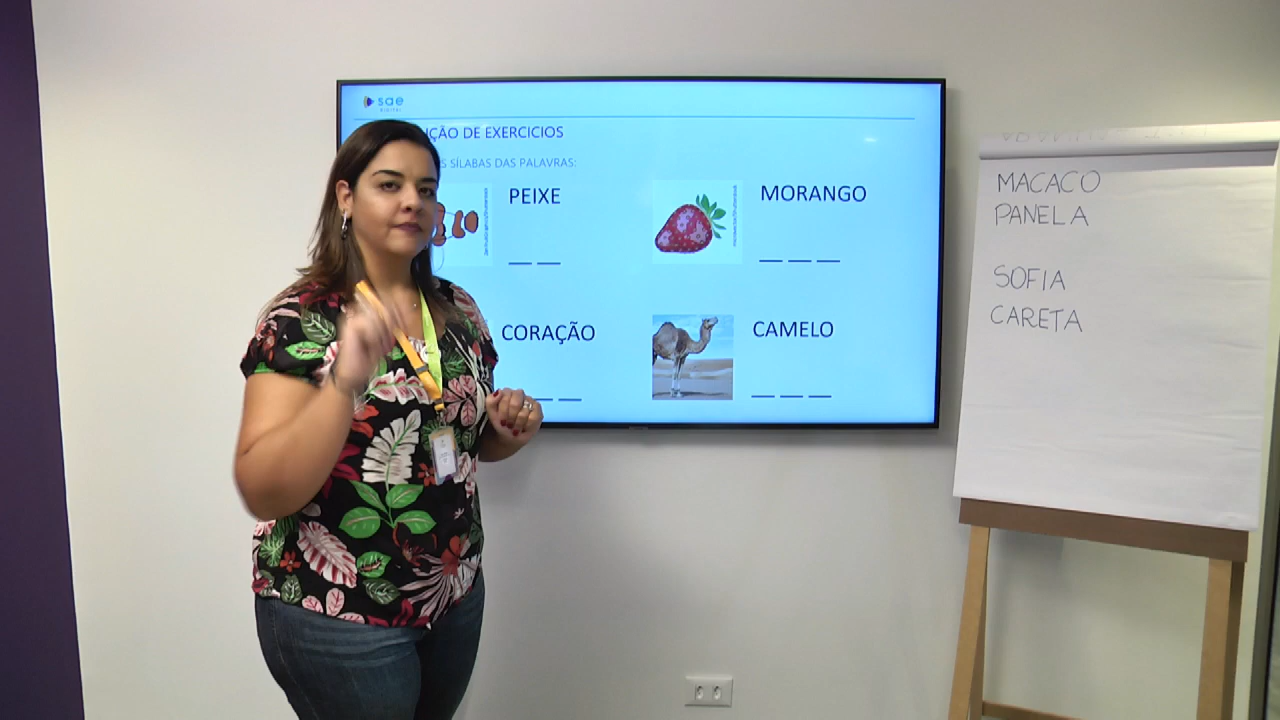 sae
DIGITAL
ÇÃO DE EXERCICIOS
S SÍLABAS DAS PALAVRAS:
PEIXE
MORANGO
CORAÇÃO
CAMELO
MACACO
PANELA
SOFIA
CARETA